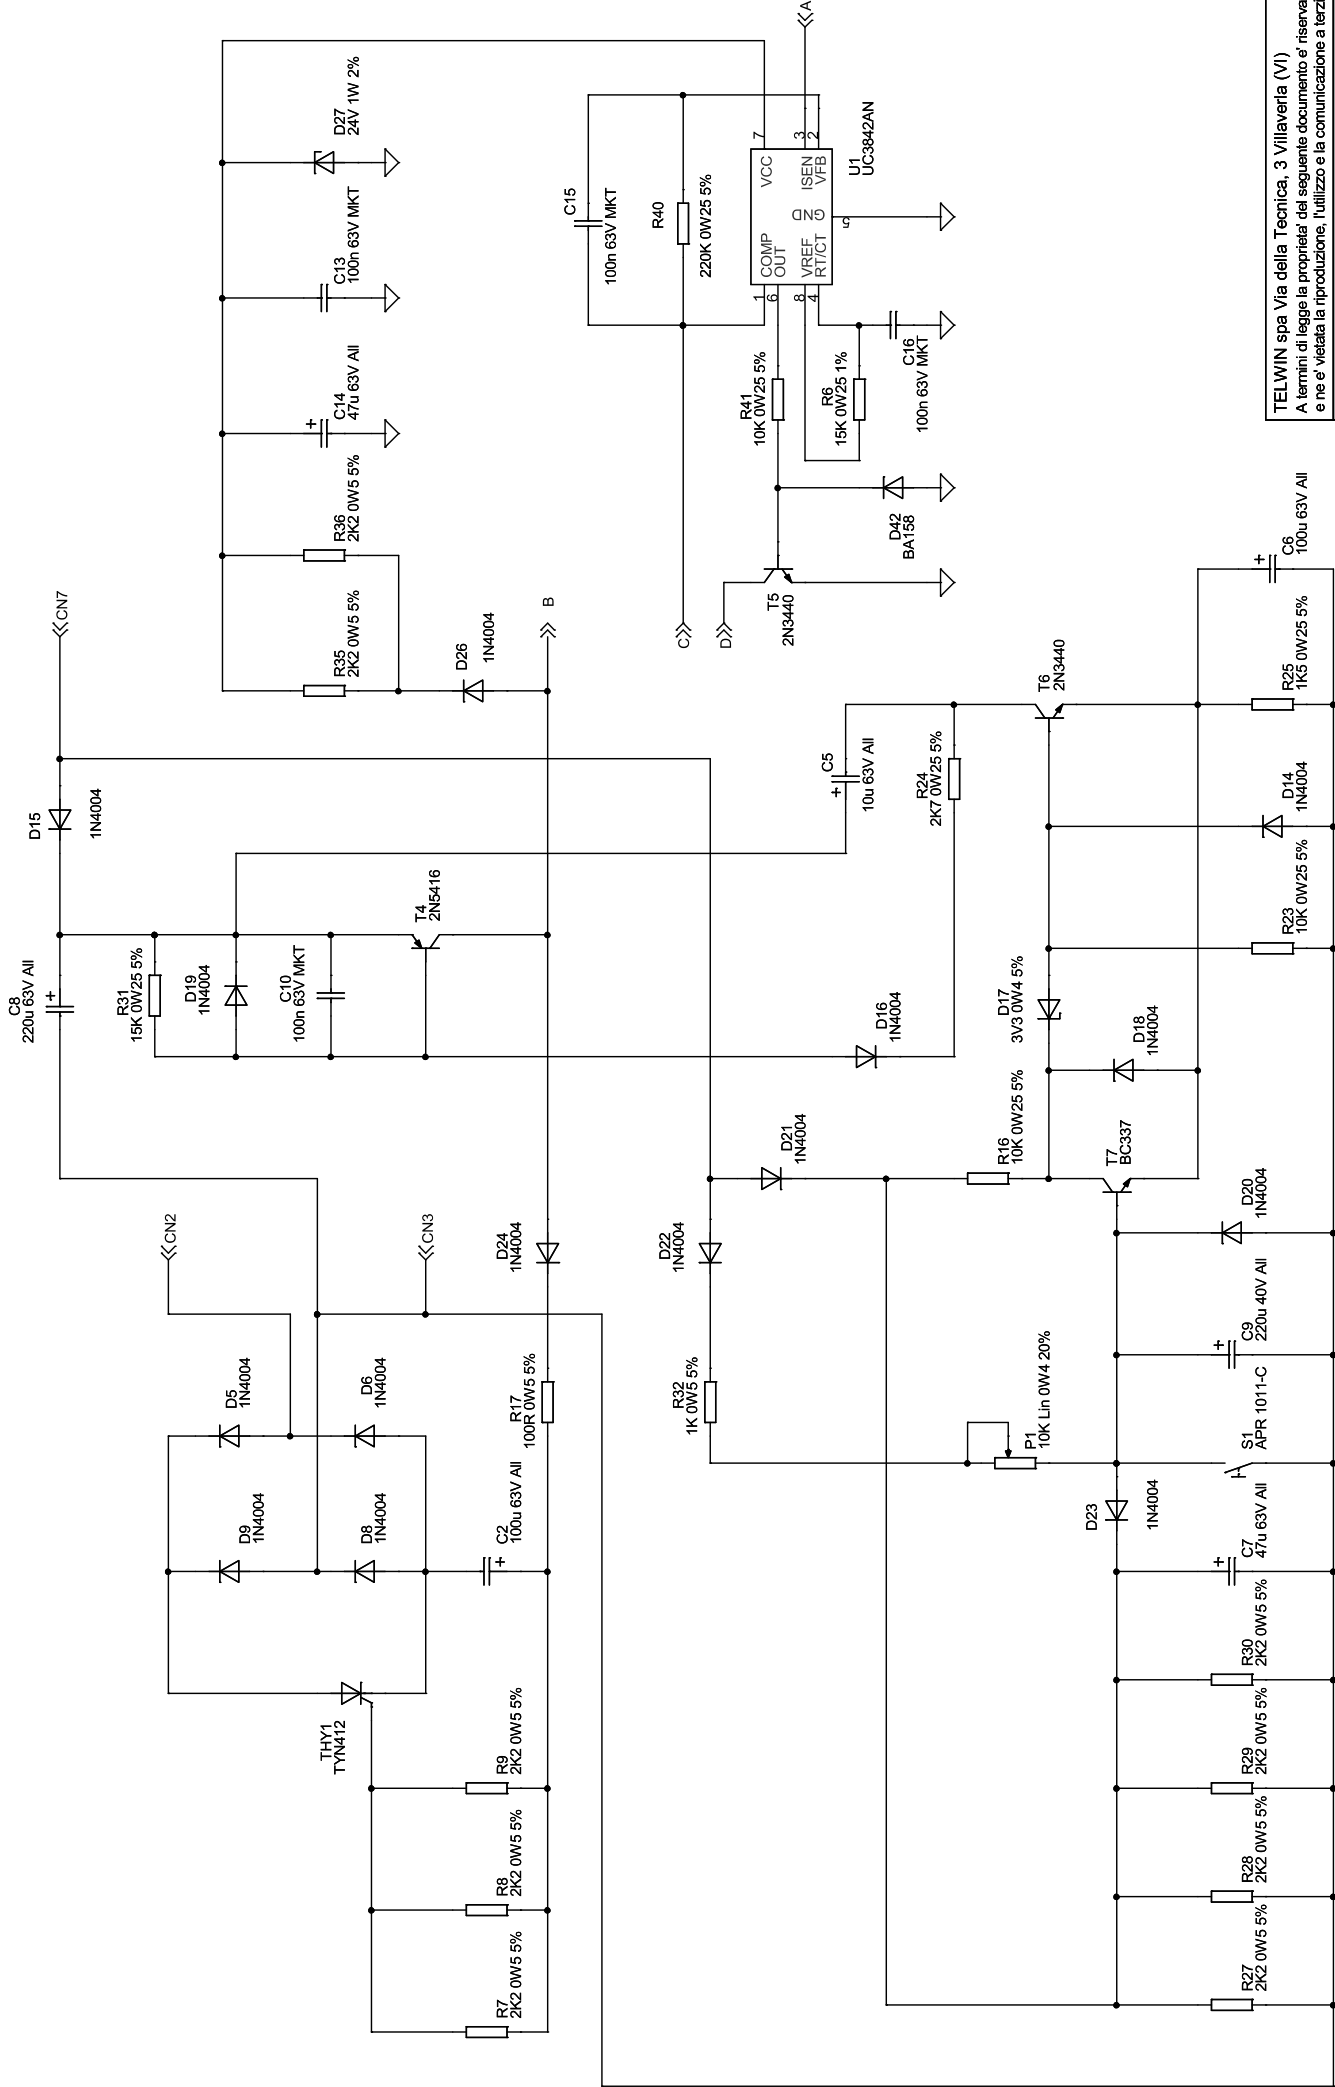 CN7
D15
1N4004
C8
220u 63V All
+
R31
15K 0W25 5%
D19
1N4004
C10
100n 63V MKT
T4
2N5416
CN2
CN3
D5
1N4004
D6
1N4004
D9
1N4004
D8
1N4004
THY1
TYN412
C2
100u 63V All
+
R17
100R 0W5 5%
D24
1N4004
R9
2K2 0W5 5%
R8
2K2 0W5 5%
R7
2K2 0W5 5%
D27
24V 1W 2%
C13
100n 63V MKT
C14
47u 63V All
+
R36
2K2 0W5 5%
R35
2K2 0W5 5%
D26
1N4004
B
A
C15
100n 63V MKT
R40
220K 0W25 5%
7
3
2
VCC
ISEN
VFB
GND
5
COMP
OUT
VREF
RT/CT
1
6
8
4
U1
UC3842AN
R41
10K 0W25 5%
R6
15K 0W25 1%
C16
100n 63V MKT
D42
BA158
T5
2N3440
C
D
C5
10u 63V All
+
R24
2K7 0W25 5%
T6
2N3440
D16
1N4004
D17
3V3 0W4 5%
D18
1N4004
R16
10K 0W25 5%
T7
BC337
D21
1N4004
D22
1N4004
R32
1K 0W5 5%
P1
10K Lin 0W4 20%
D23
1N4004
C6
100u 63V All
+
R25
1K5 0W25 5%
D14
1N4004
R23
10K 0W25 5%
D20
1N4004
C9
220u 40V All
+
S1
APR 1011-C
C7
47u 63V All
+
R30
2K2 0W5 5%
R29
2K2 0W5 5%
R28
2K2 0W5 5%
R27
2K2 0W5 5%
TELWIN spa Via della Tecnica, 3 Villaverla (VI)
A termini di legge la proprieta' del seguente documento e' riserva
e ne e' vietata la riproduzione, l'utilizzo e la comunicazione a terzi